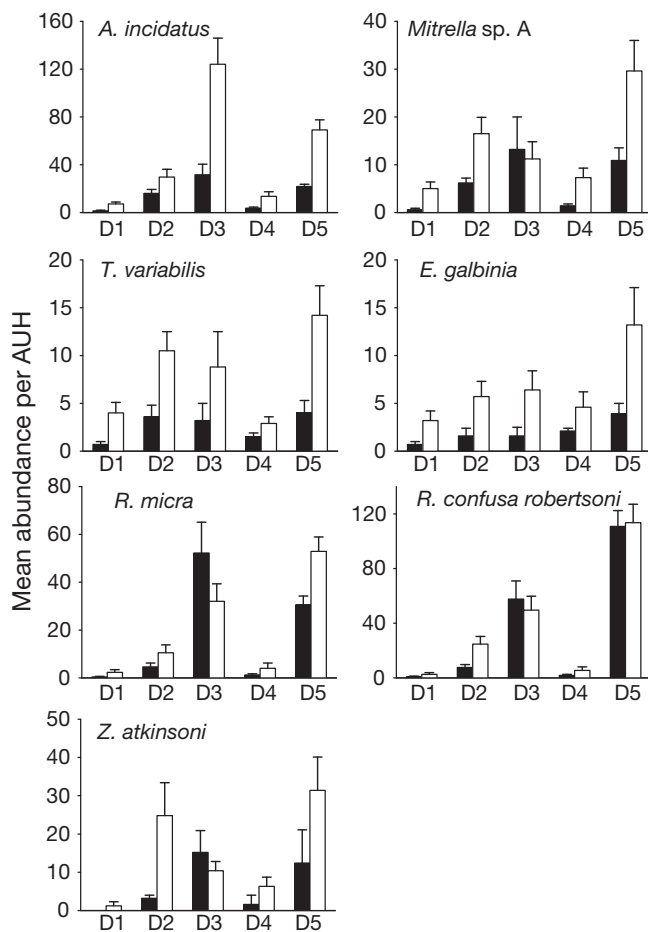 Mean abundance per AUH
A. incidatus
160
120
80
40
0
D1 D2 D3 D4 D5
Mitrella sp. A
40
30
20
10
0
D1 D2 D3 D4 D5
T. variabilis
20
15
10
5
0
D1 D2 D3 D4 D5
E. galbinia
20
15
10
5
0
D1 D2 D3 D4 D5
R. micra
80
60
40
20
0
D1 D2 D3 D4 D5
R. confusa robertsoni
120
80
40
0
D1 D2 D3 D4 D5
Z. atkinsoni
50
40
30
20
10
0
D1 D2 D3 D4 D5